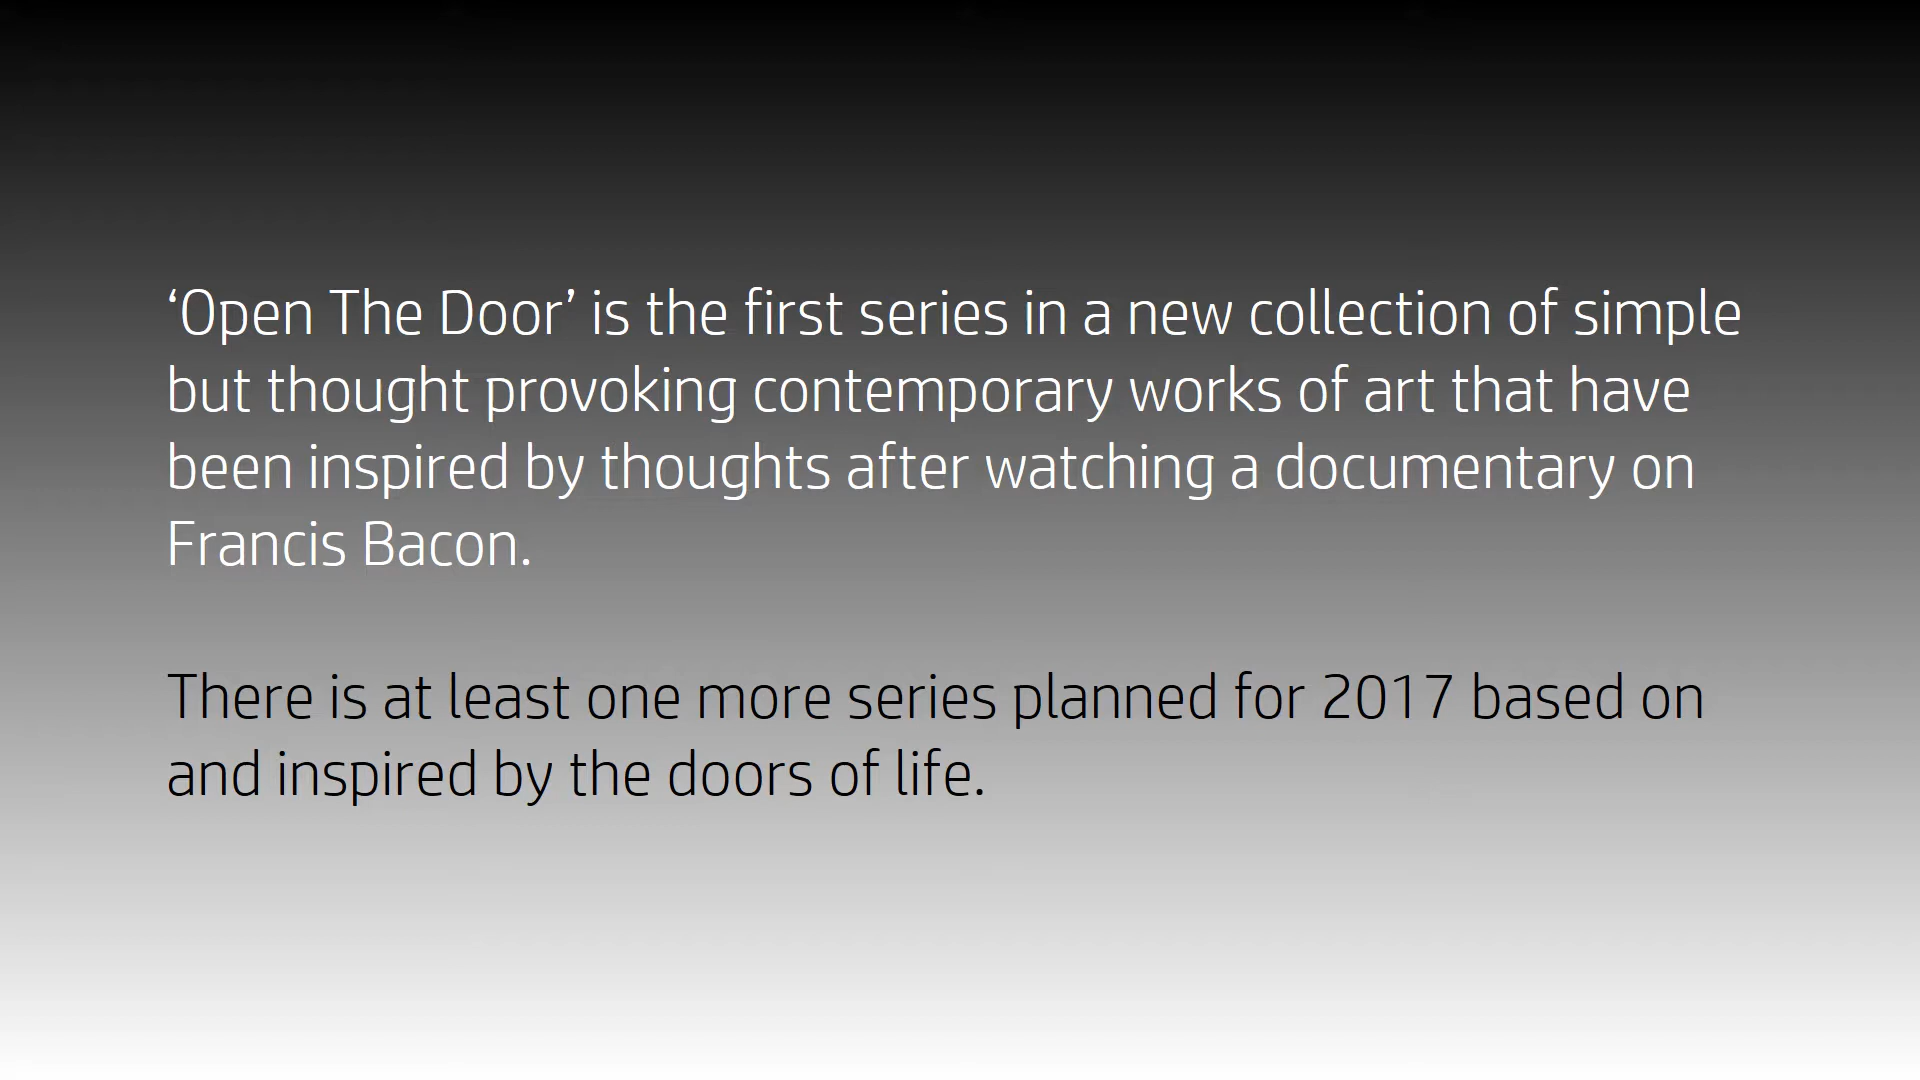 ‘Open The Door’ is the first series in a new collection of simple
but thought provoking contemporary works of art that have
been inspired by thoughts after watching a documentary on
Francis Bacon.
There is at least one more series planned for 2017 based on
and inspired by the doors of life.